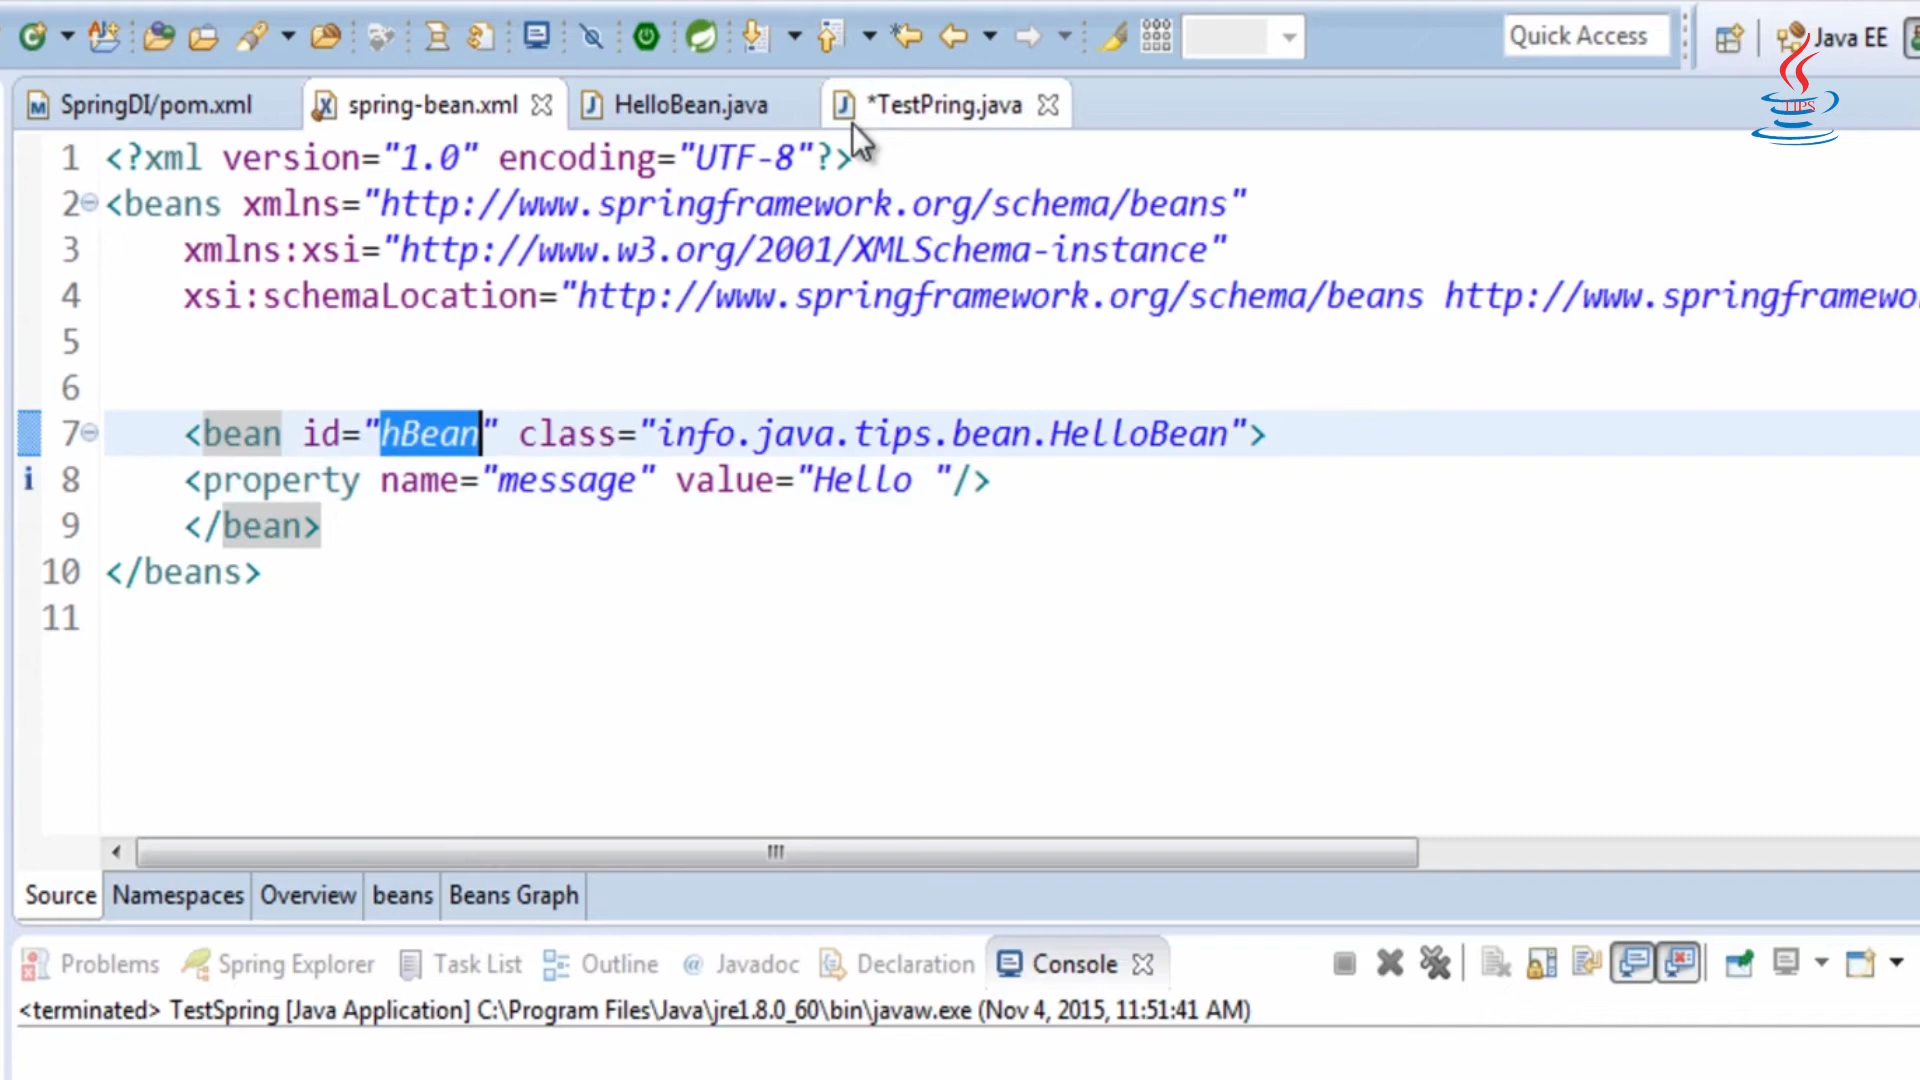 Quick Access
Java EE
TIPS
SpringDI/pom.xml
spring-bean.xml
HelloBean.java
*TestPring.java
1 <?xml version="1.0" encoding="UTF-8"?>
2 <beans xmlns="http://www.springframework.org/schema/beans"
3 xmlns:xsi="http://www.w3.org/2001/XMLSchema-instance"
4 xsi:schemaLocation="http://www.springframework.org/schema/beans http://www.springframewo
5
6
7 <bean id="hBean" class="info.java.tips.bean.HelloBean">
8 <property name="message" value="Hello "/>
9 </bean>
10 </beans>
11
Source Namespaces Overview beans Beans Graph
Problems Spring Explorer Task List Outline @ Javadoc Declaration Console
<terminated> TestSpring [Java Application] C:\Program Files\Java\jre1.8.0_60\bin\javaw.exe (Nov 4, 2015, 11:51:41 AM)